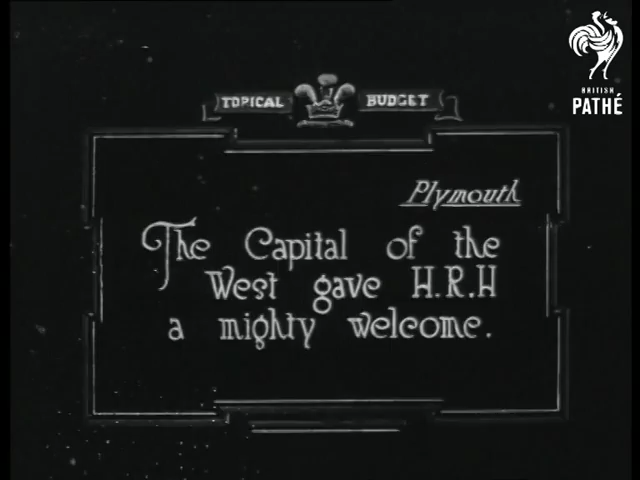 TOPICAL BUDGET
BRITISH
PATHÉ
Plymouth
The Capital of the
West gave H.R.H
a mighty welcome.